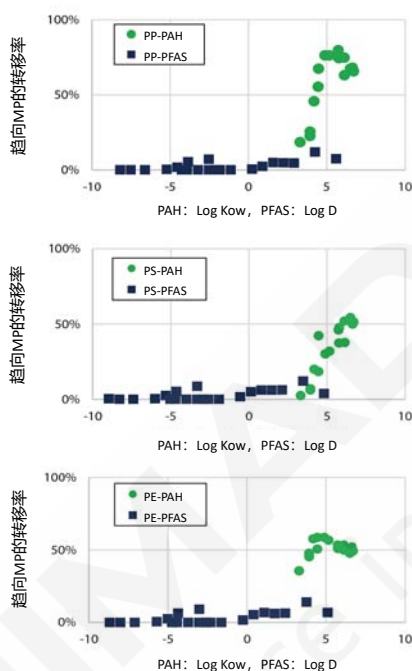 100%
PP-PAH
PP-PFAS
50%
0%
-10 -5 0 5 10
趋向MP的转移率
PAH：Log Kow，PFAS：Log D
100%
PS-PAH
PS-PFAS
50%
0%
-10 -5 0 5 10
趋向MP的转移率
PAH：Log Kow，PFAS：Log D
100%
PE-PAH
PE-PFAS
50%
0%
-10 -5 0 5 10
趋向MP的转移率
PAH：Log Kow，PFAS：Log D